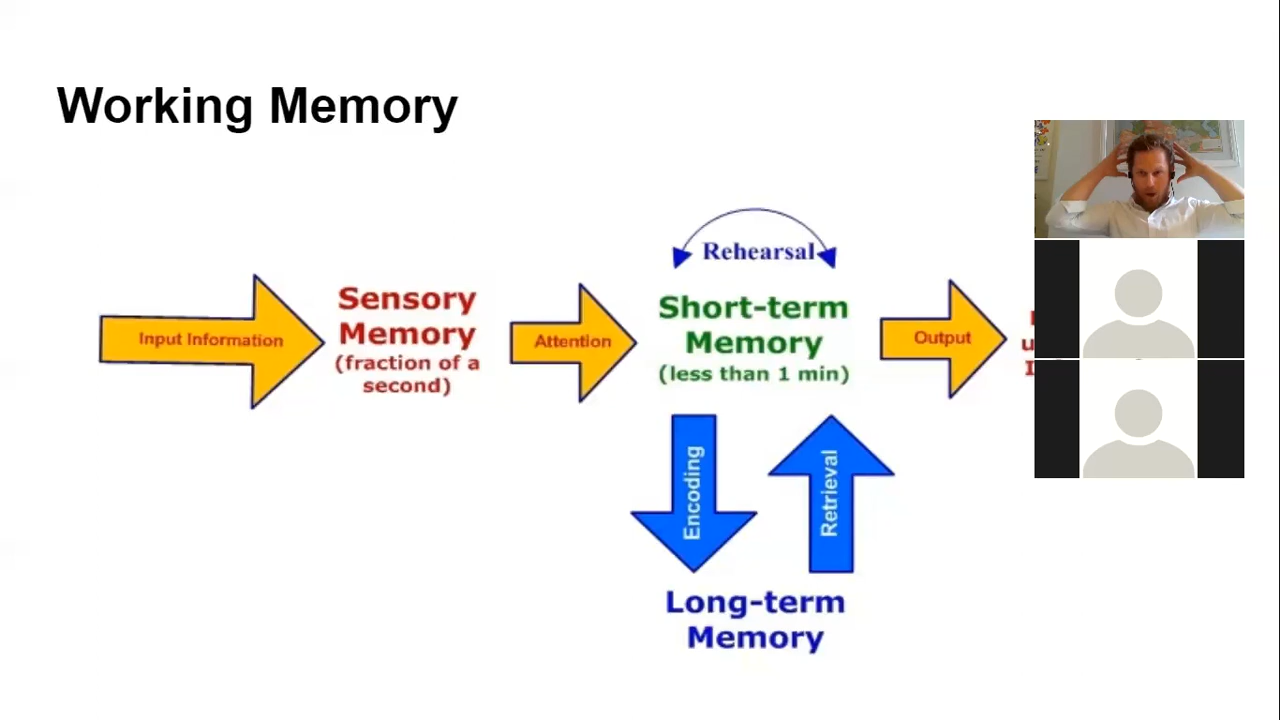 Working Memory
Rehearsal
Input Information
Sensory
Memory
(fraction of a
second)
Attention
Short-term
Memory
(less than 1 min)
Output
Encoding
Retrieval
Long-term
Memory